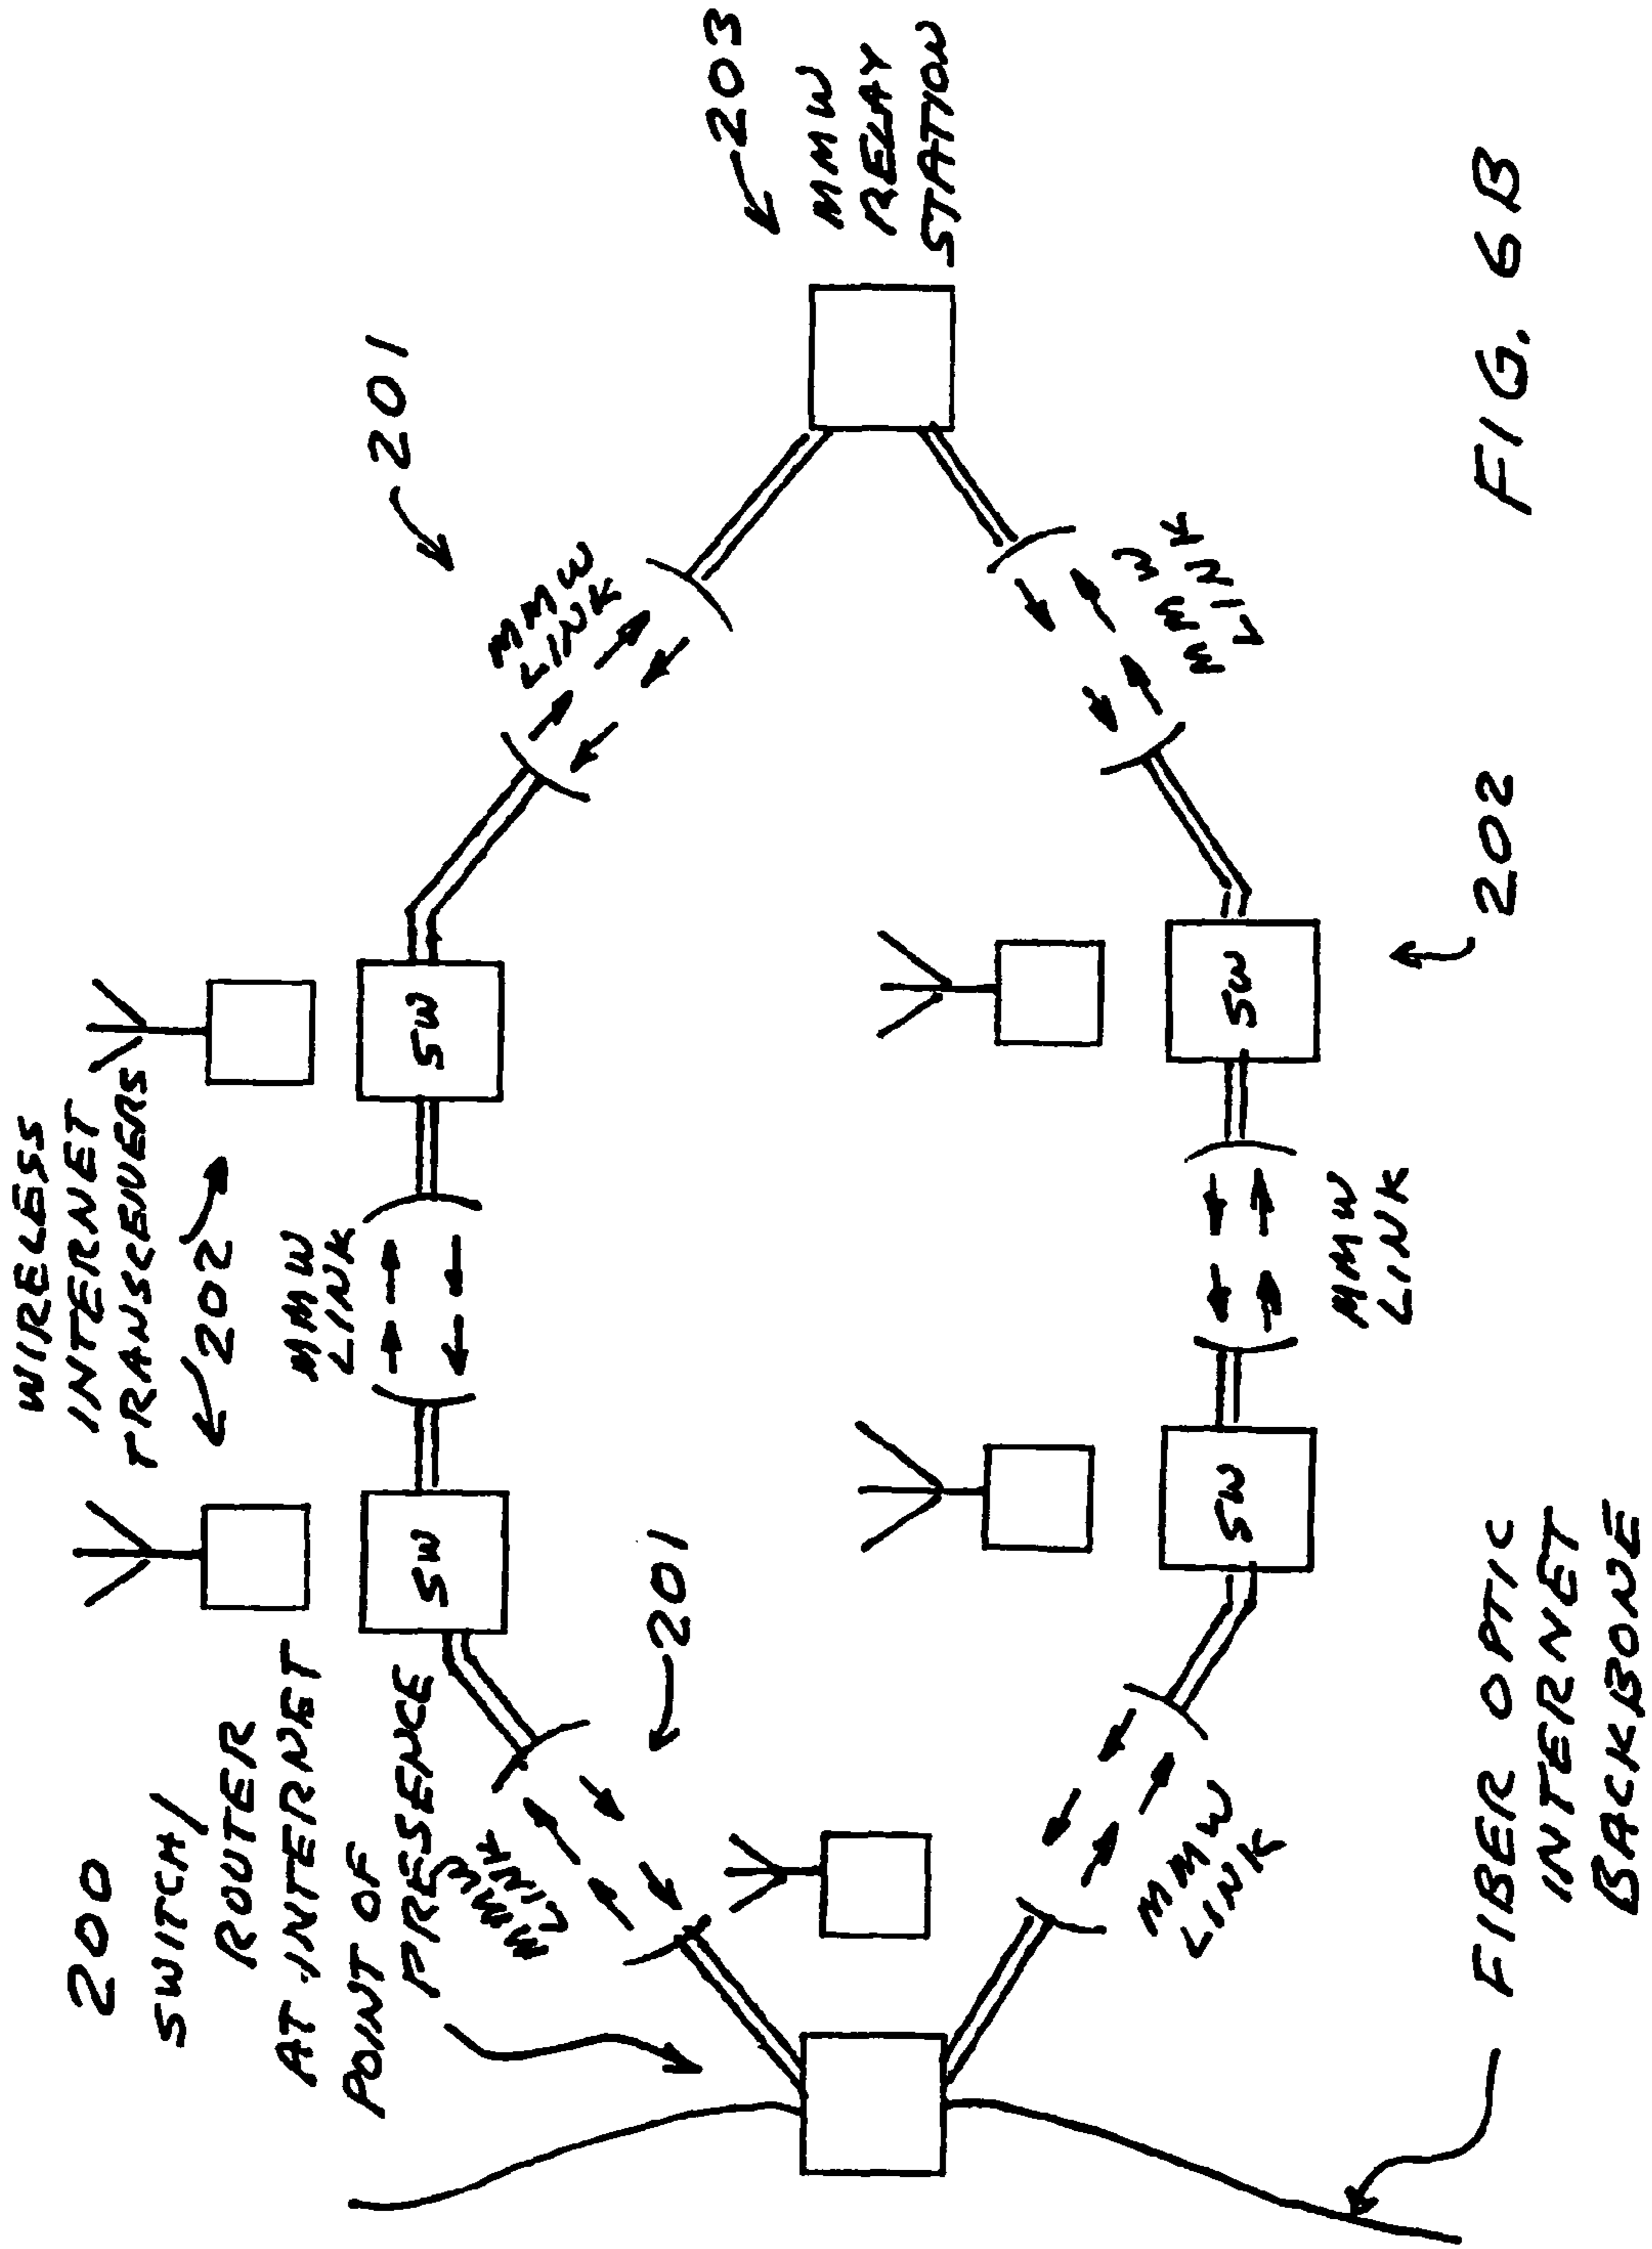 WIRELESS
INTERNET
TRANSCEIVERS
202
200
SWITCH/
ROUTER
AT INTERNET
POINT OF
PRESSENCE
MMW
LINK
SW
SW
201
MMW
LINK
201
MMW
LINK
203
MMW
RELAY
STATION
MMW
LINK
SW
SW
MMW
LINK
MMW
LINK
202
FIBER OPTIC
INTERNET
BACKBONE
FIG. 6B